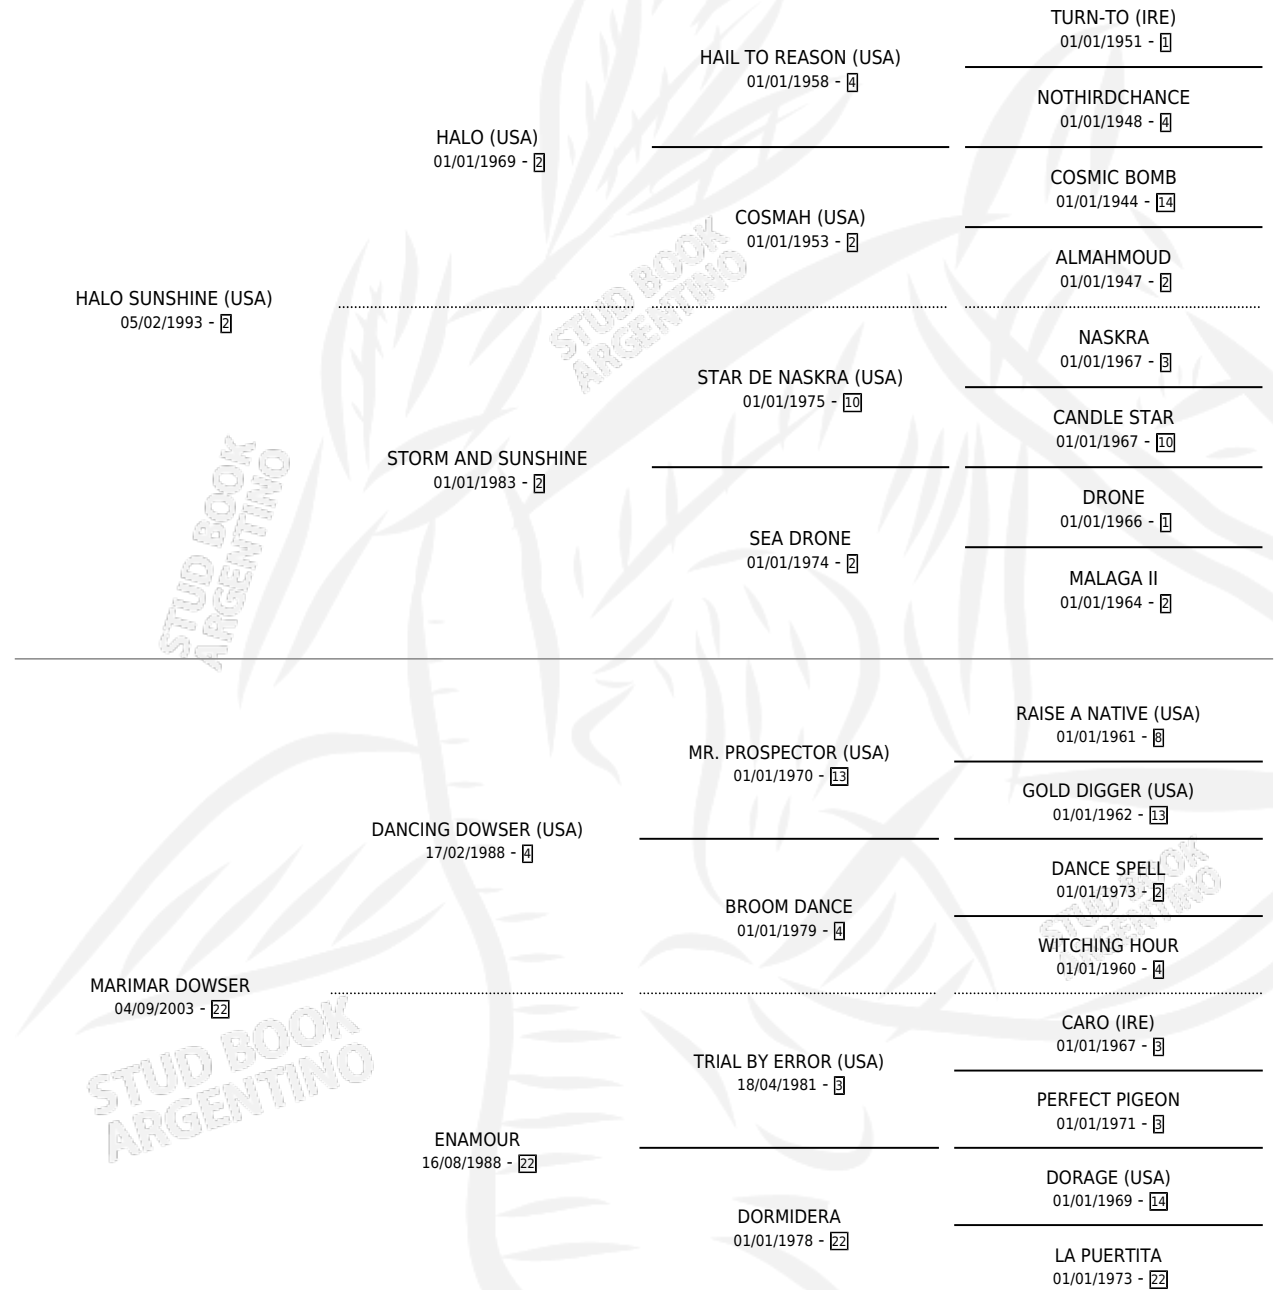 TURN-TO (IRE)
01/01/1951 - 1
HAIL TO REASON (USA)
01/01/1958 - 4
NOTHIRDCHANCE
01/01/1948 - 4
HALO (USA)
01/01/1969 - 2
COSMIC BOMB
01/01/1944 - 14
COSMAH (USA)
01/01/1953 - 2
ALMAHMOUD
01/01/1947 - 2
HALO SUNSHINE (USA)
05/02/1993 - 2
NASKRA
01/01/1967 - 3
STAR DE NASKRA (USA)
01/01/1975 - 10
CANDLE STAR
01/01/1967 - 10
STORM AND SUNSHINE
01/01/1983 - 2
DRONE
01/01/1966 - 1
SEA DRONE
01/01/1974 - 2
MALAGA II
01/01/1964 - 2
STUD BOOK
ARGENTINO
STUD BOOK
ARGENTINO
RAISE A NATIVE (USA)
01/01/1961 - 8
MR. PROSPECTOR (USA)
01/01/1970 - 13
GOLD DIGGER (USA)
01/01/1962 - 13
DANCING DOWSER (USA)
17/02/1988 - 4
DANCE SPELL
01/01/1973 - 2
BROOM DANCE
01/01/1979 - 4
WITCHING HOUR
01/01/1960 - 4
MARIMAR DOWSER
04/09/2003 - 22
CARO (IRE)
01/01/1967 - 3
TRIAL BY ERROR (USA)
18/04/1981 - 3
PERFECT PIGEON
01/01/1971 - 3
ENAMOUR
16/08/1988 - 22
DORAGE (USA)
01/01/1969 - 14
DORMIDERA
01/01/1978 - 22
LA PUERTITA
01/01/1973 - 22
STUD BOOK
ARGENTINO
STUD BOOK
ARGENTINO